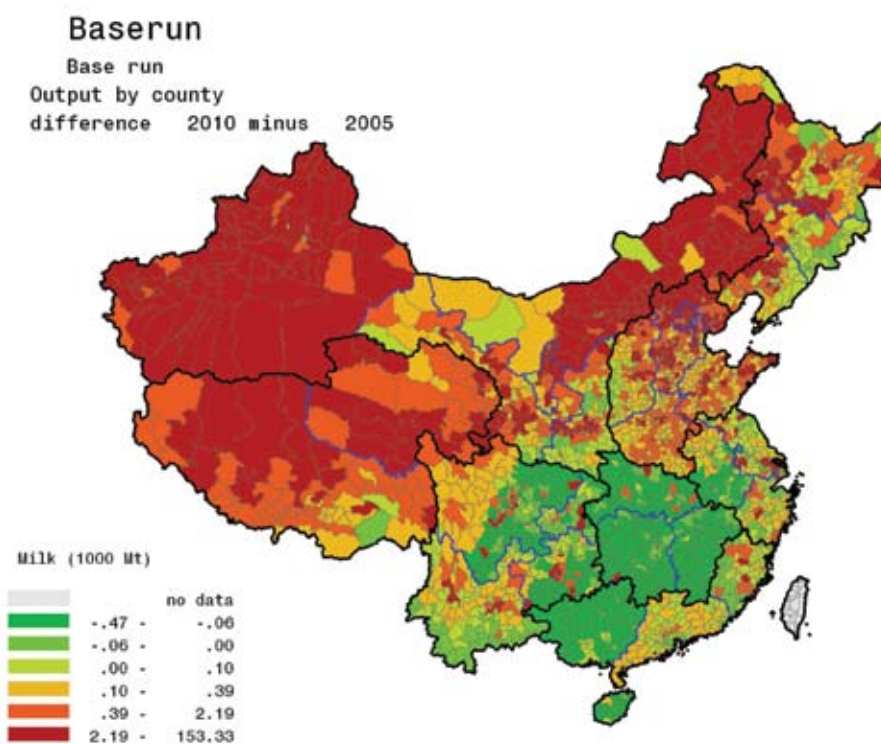 Baserun
Base run
Output by county
difference 2010 minus 2005
Milk (1000 Mt)
no data
-.47 - -.06
-.06 - .00
.00 - .10
.10 - .39
.39 - 2.19
2.19 - 153.33